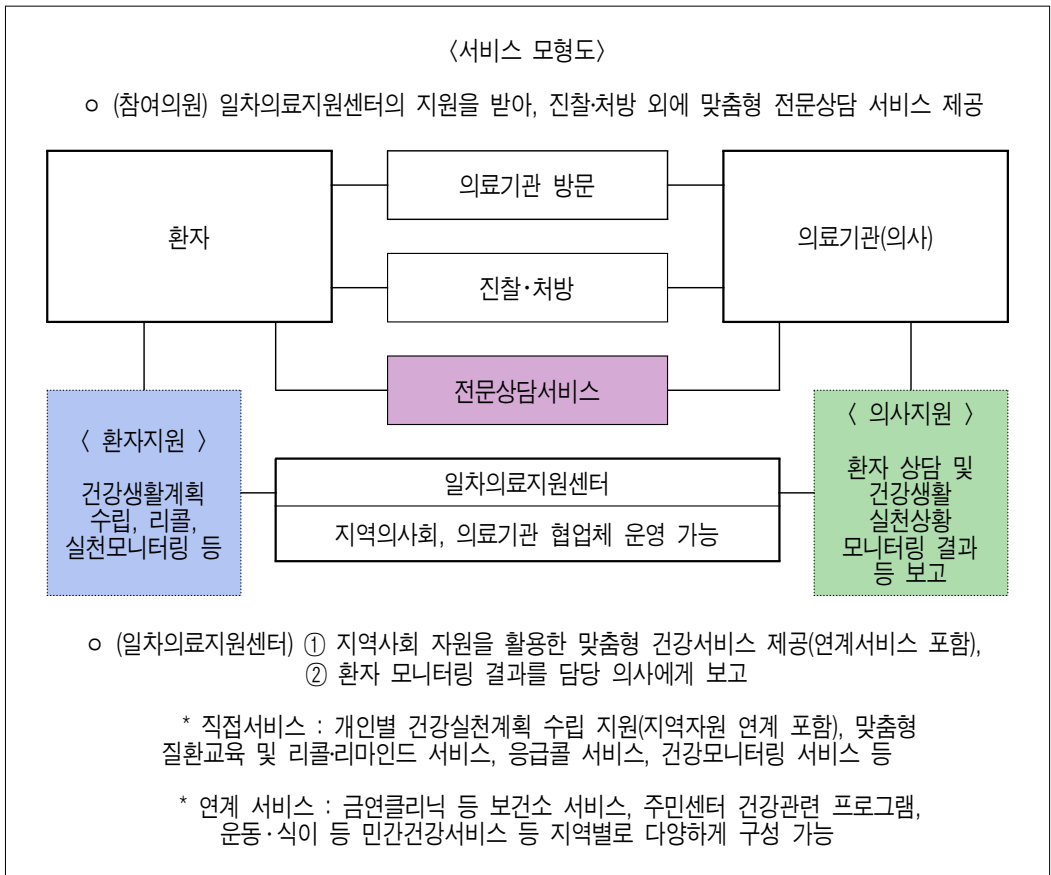 〈서비스 모형도〉
ㅇ (참여의원) 일차의료지원센터의 지원을 받아, 진찰·처방 외에 맞춤형 전문상담 서비스 제공
의료기관 방문
환자
의료기관(의사)
진찰·처방
전문상담서비스
〈 환자지원 〉
건강생활계획
수립, 리콜,
실천모니터링 등
일차의료지원센터
지역의사회, 의료기관 협업체 운영 가능
〈 의사지원 〉
환자 상담 및
건강생활
실천상황
모니터링 결과
등 보고
ㅇ (일차의료지원센터) ① 지역사회 자원을 활용한 맞춤형 건강서비스 제공(연계서비스 포함),
② 환자 모니터링 결과를 담당 의사에게 보고
* 직접서비스 : 개인별 건강실천계획 수립 지원(지역자원 연계 포함), 맞춤형
질환교육 및 리콜·리마인드 서비스, 응급콜 서비스, 건강모니터링 서비스 등
* 연계 서비스 : 금연클리닉 등 보건소 서비스, 주민센터 건강관련 프로그램,
운동·식이 등 민간건강서비스 등 지역별로 다양하게 구성 가능